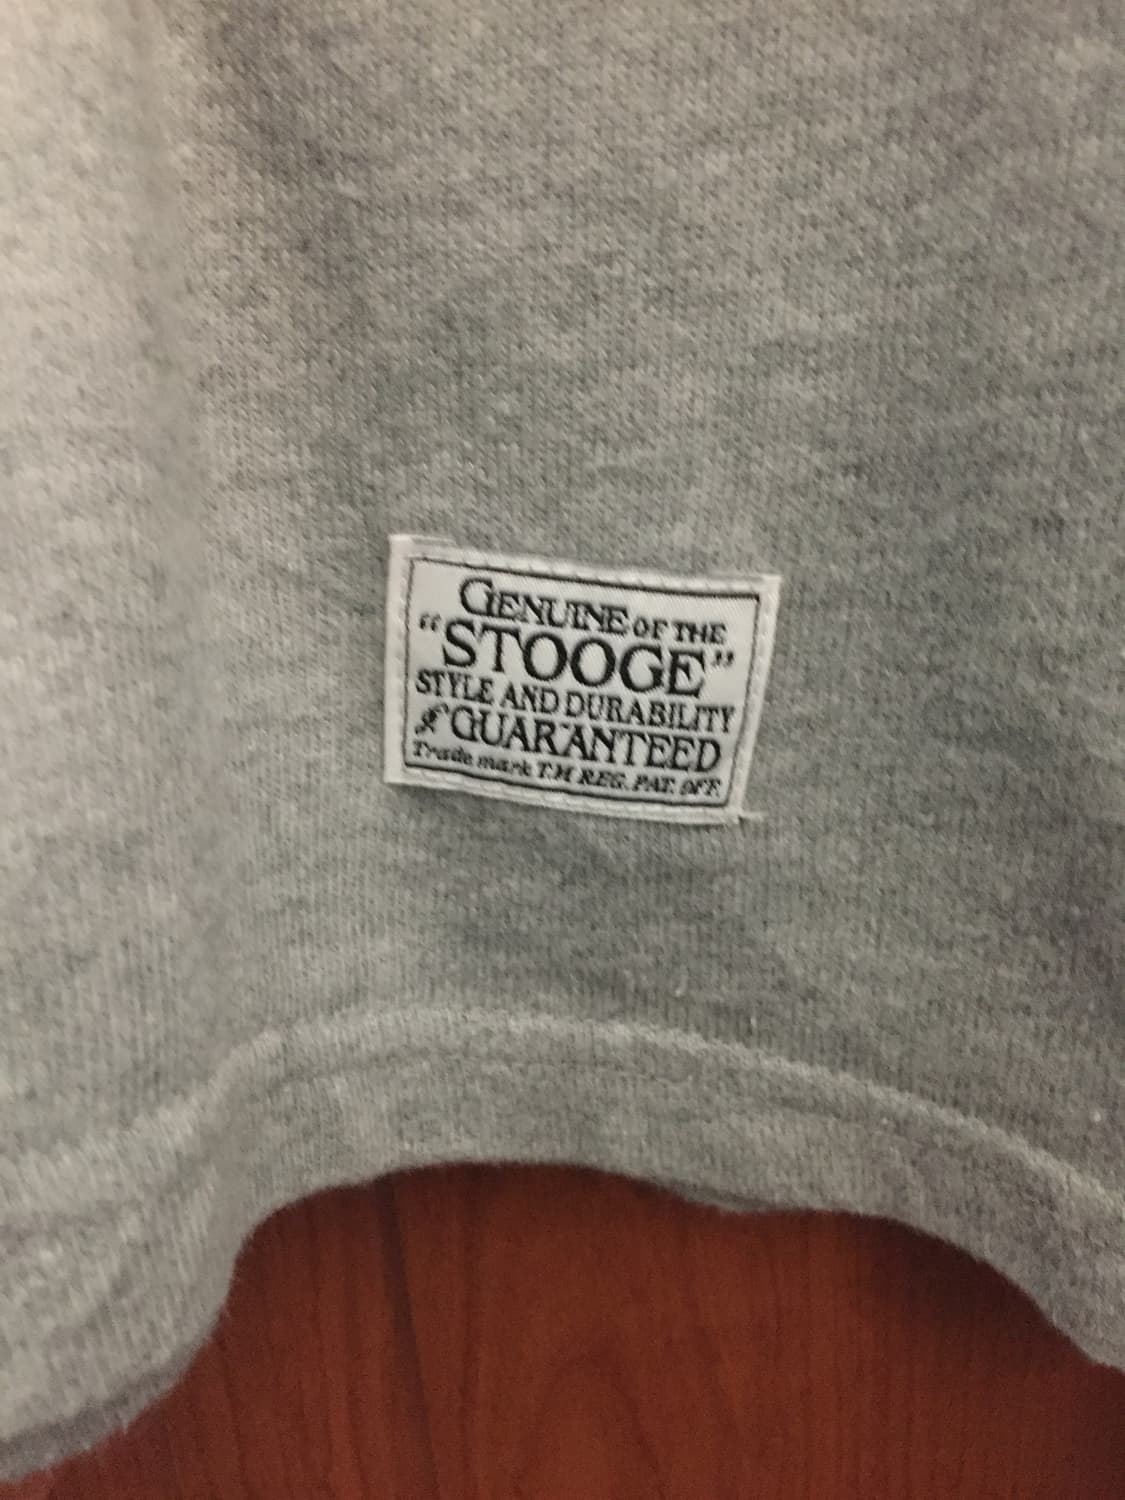 GENUINE OF THE
"STOOGE"
STYLE AND DURABILITY
& GUARANTEED
Trade mark T.M REG. PAT. OFF.